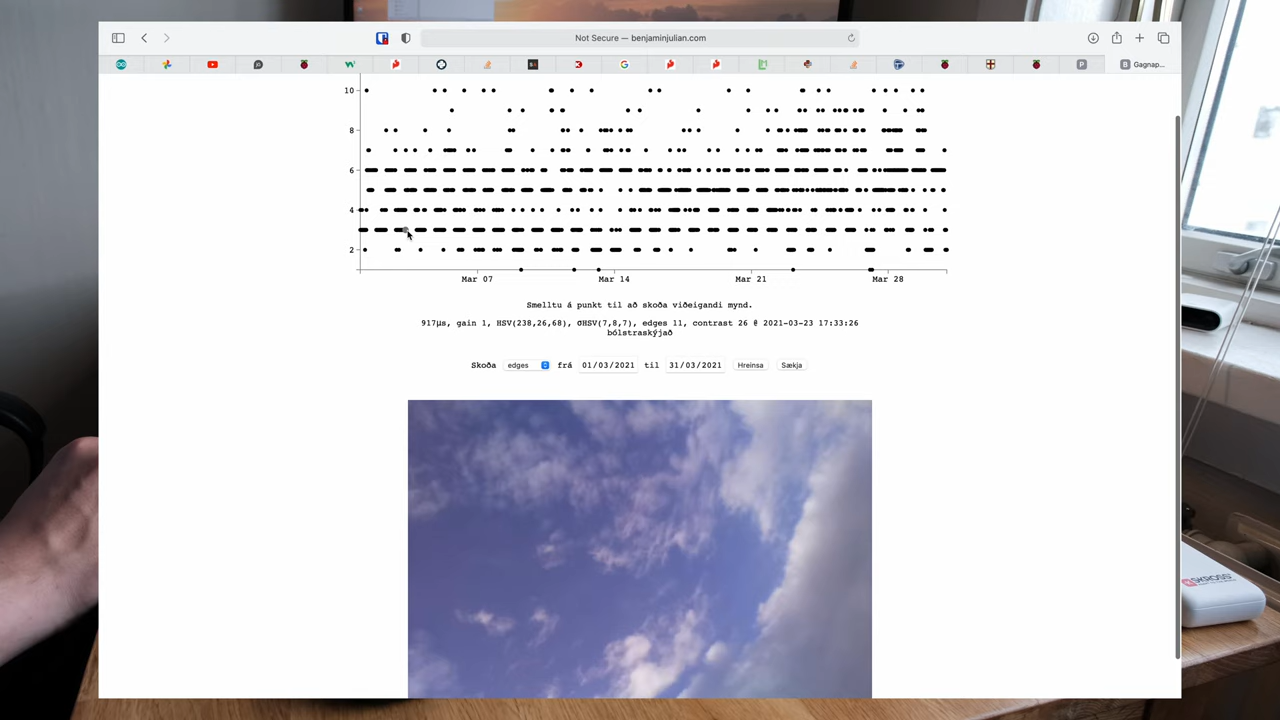 Not Secure — benjaminjulian.com
Gagnap...
10
8
6
4
2
Mar 07 Mar 14 Mar 21 Mar 28
Smelltu á punkt til að skoða viðeigandi mynd.
917µs, gain 1, HSV(238,26,68), σHSV(7,8,7), edges 11, contrast 26 @ 2021-03-23 17:33:26
bólstraskýjað
Skoða edges frá 01/03/2021 til 31/03/2021 Hreinsa Sækja
SKROSS